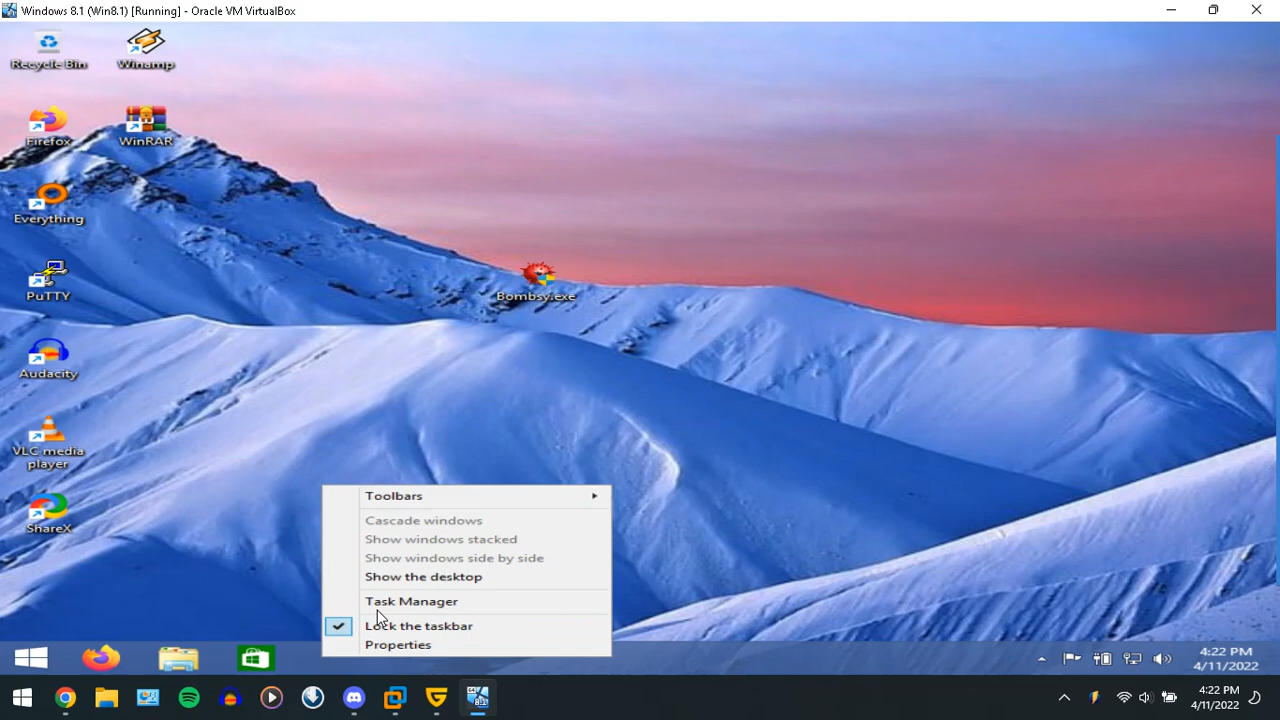 Windows 8.1 (Win8.1) [Running] - Oracle VM VirtualBox
Recycle Bin
Winamp
Firefox
WinRAR
Everything
PuTTY
Bombsy.exe
Audacity
VLC media
player
ShareX
Toolbars
Cascade windows
Show windows stacked
Show windows side by side
Show the desktop
Task Manager
Lock the taskbar
Properties
4:22 PM
4/11/2022
4:22 PM
4/11/2022